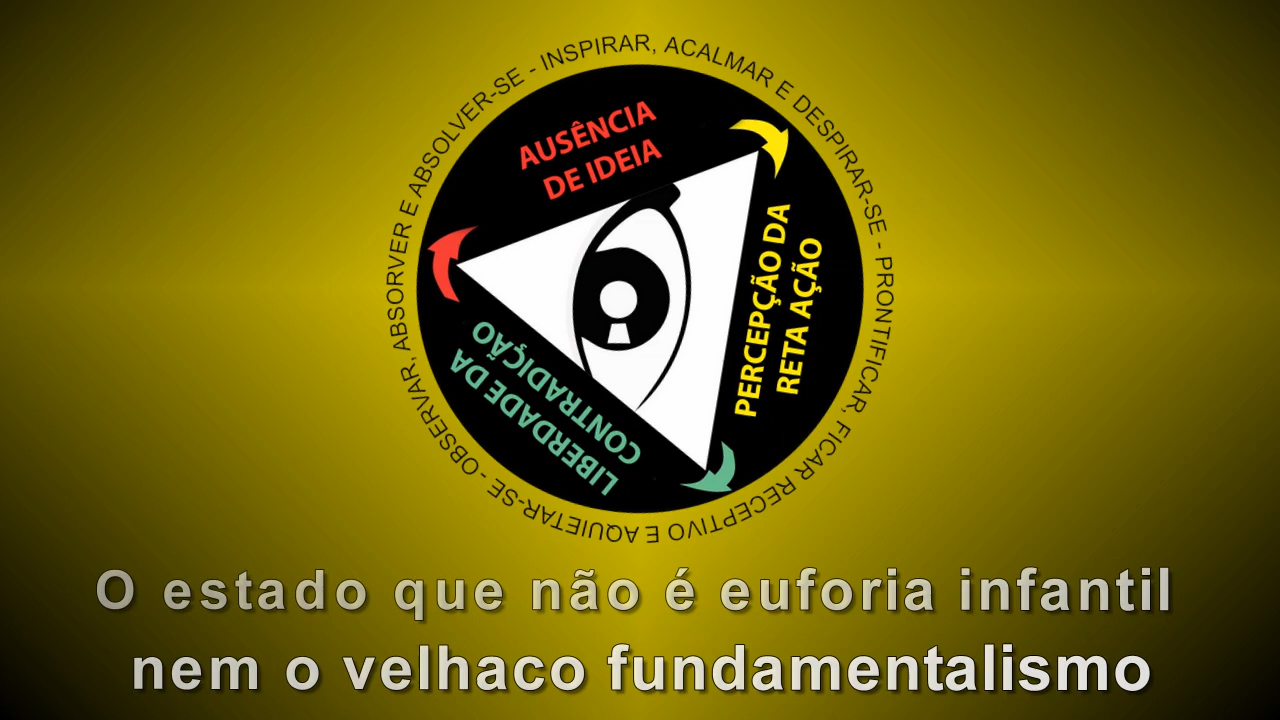 INSPIRAR, ACALMAR E DESPIRAR-SE - PRONTIFICAR, FICAR RECEPTIVO E AQUIETAR-SE - OBSERVAR, ABSORVER E ABSOLVER-SE -
AUSÊNCIA
DE IDEIA
PERCEPÇÃO DA
RETA AÇÃO
LIBERDADE DA
CONTRADIÇÃO
O estado que não é euforia infantil
nem o velhaco fundamentalismo